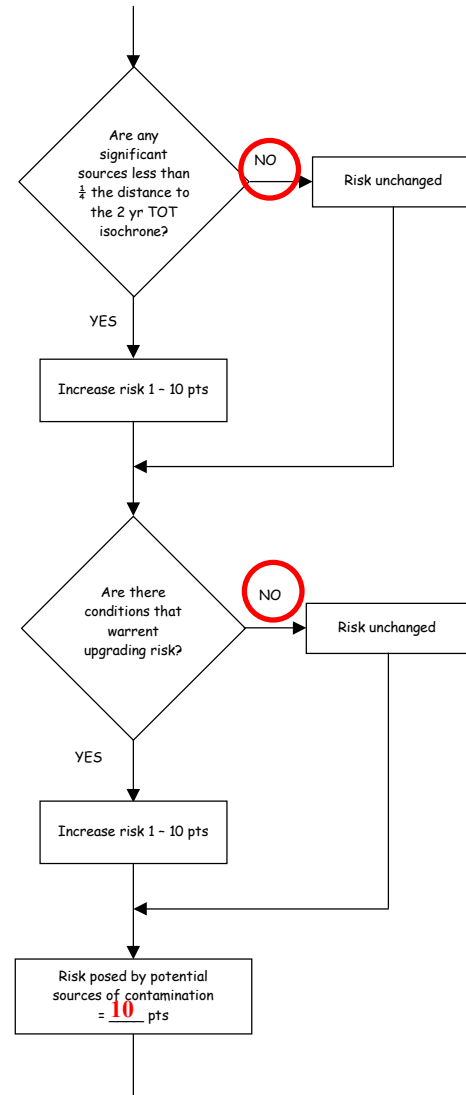 Are any
significant
sources less than
¼ the distance to
the 2 yr TOT
isochrone?
NO
Risk unchanged
YES
Increase risk 1 – 10 pts
Are there
conditions that
warrent
upgrading risk?
NO
Risk unchanged
YES
Increase risk 1 – 10 pts
Risk posed by potential
sources of contamination
= 10 pts